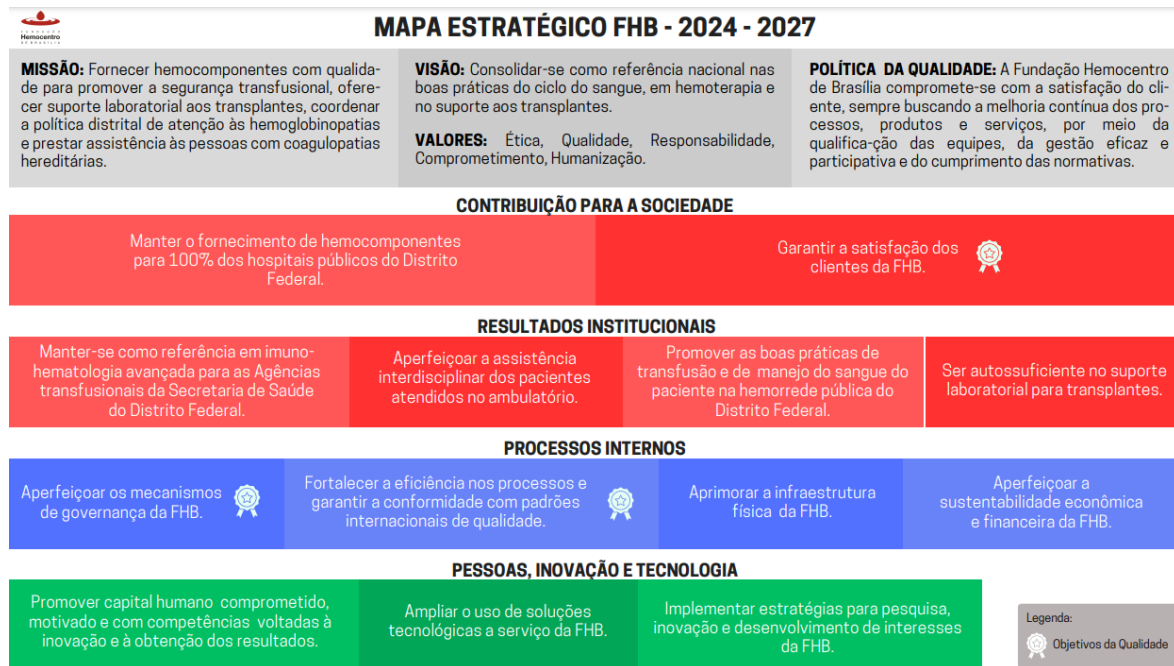 FUNDAÇÃO
Hemocentro
DE BRASÍLIA
MAPA ESTRATÉGICO FHB - 2024 - 2027
MISSÃO: Fornecer hemocomponentes com qualida-
de para promover a segurança transfusional, ofere-
cer suporte laboratorial aos transplantes, coordenar
a política distrital de atenção às hemoglobinopatias
e prestar assistência às pessoas com coagulopatias
hereditárias.
VISÃO: Consolidar-se como referência nacional nas
boas práticas do ciclo do sangue, em hemoterapia e
no suporte aos transplantes.
VALORES: Ética, Qualidade, Responsabilidade,
Comprometimento, Humanização.
POLÍTICA DA QUALIDADE: A Fundação Hemocentro
de Brasília compromete-se com a satisfação do cli-
ente, sempre buscando a melhoria contínua dos pro-
cessos, produtos e serviços, por meio da
qualifica-ção das equipes, da gestão eficaz e
participativa e do cumprimento das normativas.
CONTRIBUIÇÃO PARA A SOCIEDADE
Manter o fornecimento de hemocomponentes
para 100% dos hospitais públicos do Distrito
Federal.
Garantir a satisfação dos
clientes da FHB.
RESULTADOS INSTITUCIONAIS
Manter-se como referência em imuno-
hematologia avançada para as Agências
transfusionais da Secretaria de Saúde
do Distrito Federal.
Aperfeiçoar a assistência
interdisciplinar dos pacientes
atendidos no ambulatório.
Promover as boas práticas de
transfusão e de manejo do sangue do
paciente na hemorrede pública do
Distrito Federal.
Ser autossuficiente no suporte
laboratorial para transplantes.
PROCESSOS INTERNOS
Aperfeiçoar os mecanismos
de governança da FHB.
Fortalecer a eficiência nos processos e
garantir a conformidade com padrões
internacionais de qualidade.
Aprimorar a infraestrutura
física da FHB.
Aperfeiçoar a
sustentabilidade econômica
e financeira da FHB.
PESSOAS, INOVAÇÃO E TECNOLOGIA
Promover capital humano comprometido,
motivado e com competências voltadas à
inovação e à obtenção dos resultados.
Ampliar o uso de soluções
tecnológicas a serviço da FHB.
Implementar estratégias para pesquisa,
inovação e desenvolvimento de interesses
da FHB.
Legenda:
Objetivos da Qualidade